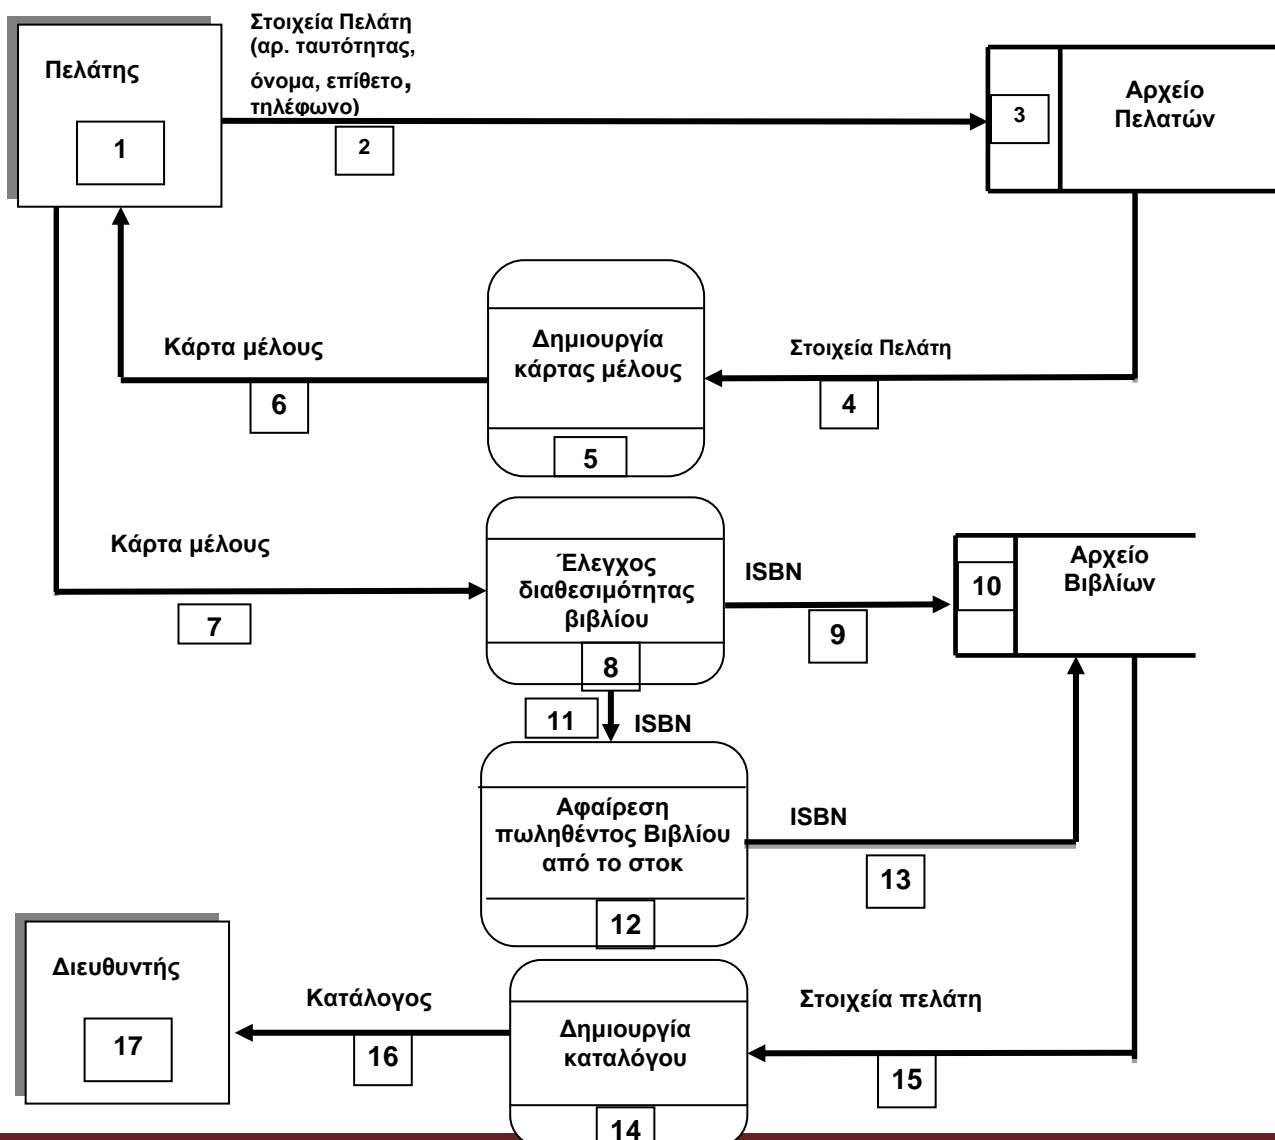 Πελάτης
1
Στοιχεία Πελάτη
(αρ. ταυτότητας,
όνομα, επίθετο,
τηλέφωνο)
2
3
Αρχείο
Πελατών
Κάρτα μέλους
6
Δημιουργία
κάρτας μέλους
5
Στοιχεία Πελάτη
4
Κάρτα μέλους
7
Έλεγχος
διαθεσιμότητας
βιβλίου
8
ISBN
9
10
Αρχείο
Βιβλίων
11
ISBN
Αφαίρεση
πωληθέντος Βιβλίου
από το στοκ
12
ISBN
13
Διευθυντής
17
Κατάλογος
16
Δημιουργία
καταλόγου
14
Στοιχεία πελάτη
15